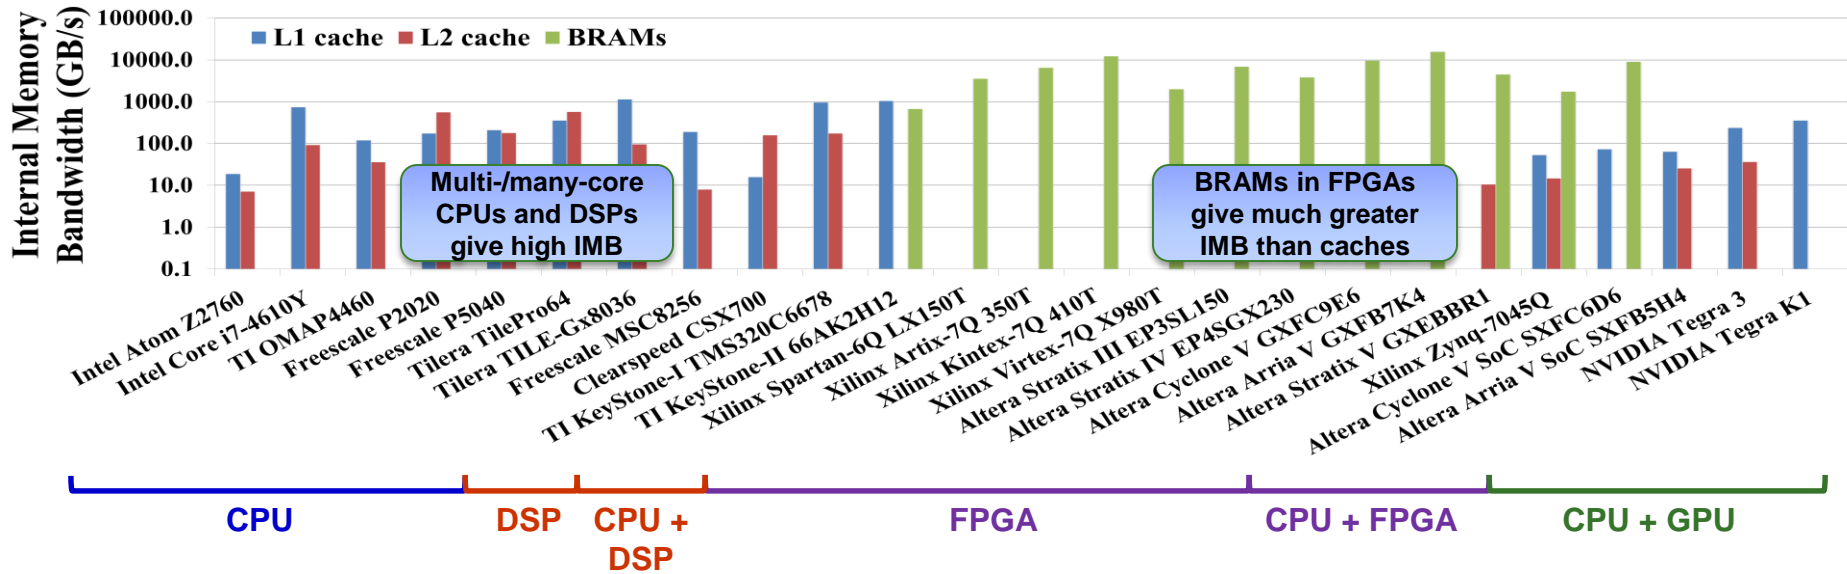 Internal Memory
Bandwidth (GB/s)
100000.0
10000.0
1000.0
100.0
10.0
1.0
0.1
L1 cache L2 cache BRAMs
Multi-/many-core
CPUs and DSPs
give high IMB
BRAMs in FPGAs
give much greater
IMB than caches
Intel Atom Z2760
Intel Core i7-4610Y
TI OMAP4460
Freescale P2020
Freescale P5040
Tilera TilePro64
Tilera TILE-Gx8036
Freescale MSC8256
Clearspeed CSX700
TI KeyStone-I TMS320C6678
TI KeyStone-II 66AK2H12
Xilinx Spartan-6Q LX150T
Xilinx Artix-7Q 350T
Xilinx Kintex-7Q 410T
Xilinx Virtex-7Q X980T
Altera Stratix III EP3SL150
Altera Stratix IV EP4SGX230
Altera Cyclone V GXFC9E6
Altera Arria V GXFB7K4
Altera Stratix V GXEBBR1
Xilinx Zynq-7045Q
Altera Cyclone V SoC SXFC6D6
Altera Arria V SoC SXFB5H4
NVIDIA Tegra 3
NVIDIA Tegra K1
CPU
DSP
CPU +
DSP
FPGA
CPU + FPGA
CPU + GPU